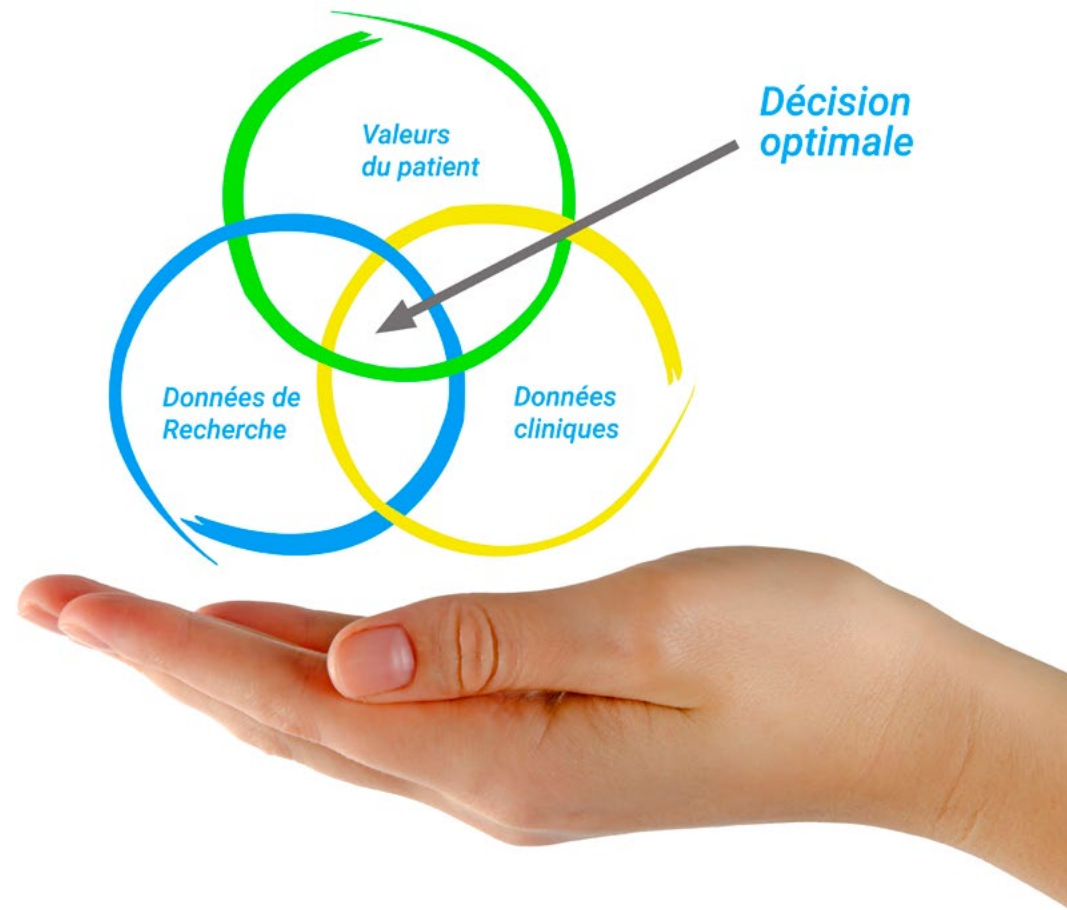 Valeurs
du patient
Décision
optimale
Données de
Recherche
Données
cliniques